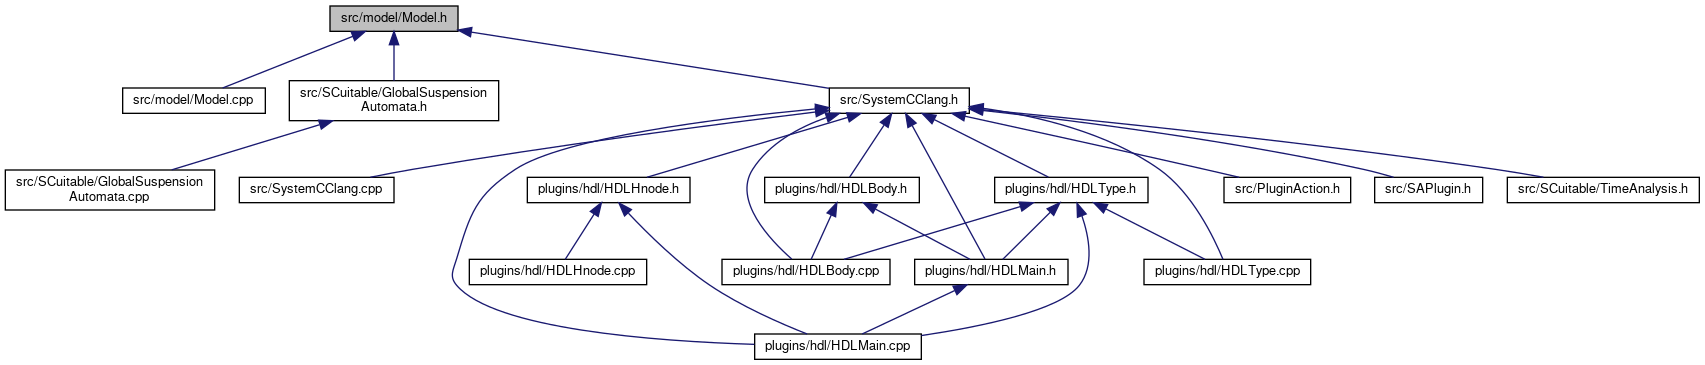 src/model/Model.h
src/model/Model.cpp
src/SCuitable/GlobalSuspension
Automata.h
src/SystemCClang.h
src/SCuitable/GlobalSuspension
Automata.cpp
src/SystemCClang.cpp
plugins/hdl/HDLHnode.h
plugins/hdl/HDLBody.h
plugins/hdl/HDLType.h
src/PluginAction.h
src/SAPlugin.h
src/SCuitable/TimeAnalysis.h
plugins/hdl/HDLHnode.cpp
plugins/hdl/HDLBody.cpp
plugins/hdl/HDLMain.h
plugins/hdl/HDLType.cpp
plugins/hdl/HDLMain.cpp